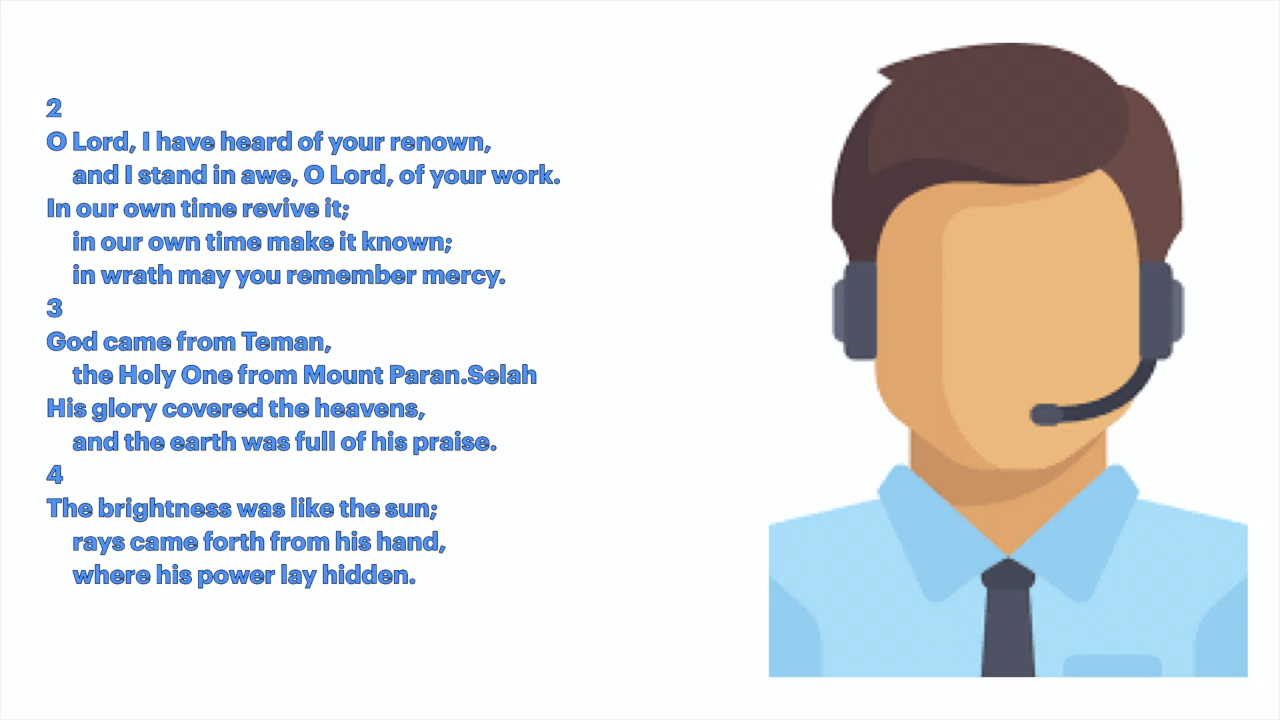 2
O Lord, I have heard of your renown,
and I stand in awe, O Lord, of your work.
In our own time revive it;
in our own time make it known;
in wrath may you remember mercy.
3
God came from Teman,
the Holy One from Mount Paran.Selah
His glory covered the heavens,
and the earth was full of his praise.
4
The brightness was like the sun;
rays came forth from his hand,
where his power lay hidden.